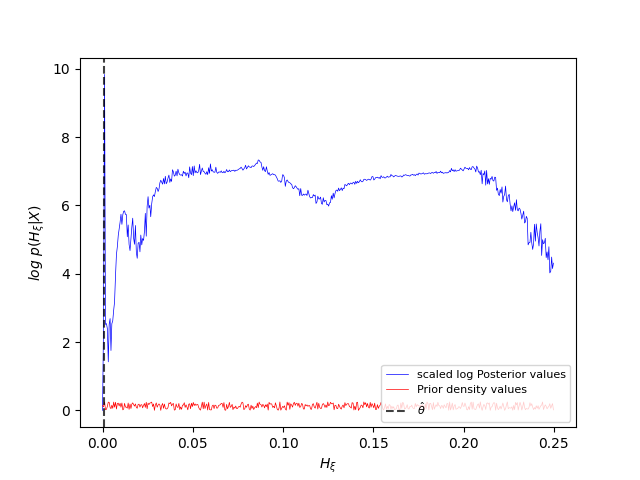 10
8
6
4
2
0
log p(H_ξ|X)
0.00 0.05 0.10 0.15 0.20 0.25
H_ξ
scaled log Posterior values
Prior density values
θ̂